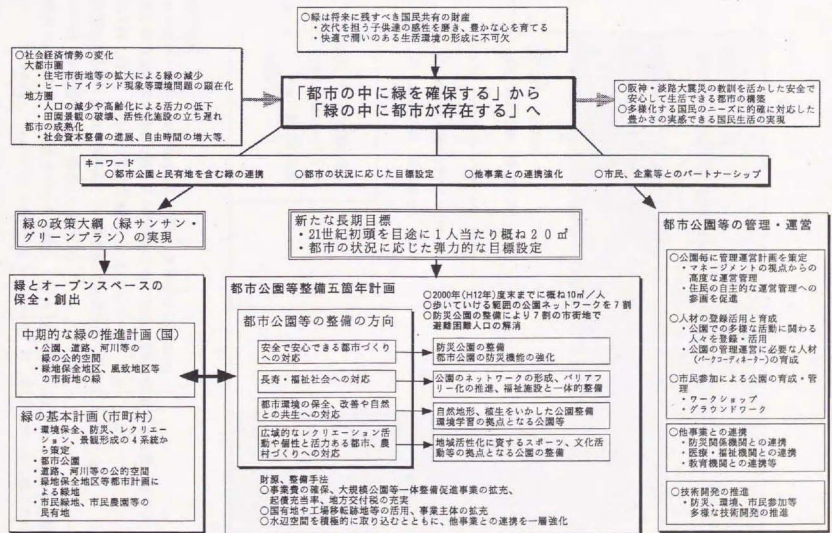 ○緑は将来に残すべき国民共有の財産
・次代を担う子供達の感性を磨き、豊かな心を育てる
・快適で潤いのある生活環境の形成に不可欠
○社会経済情勢の変化
大都市圏
・住宅市街地等の拡大による緑の減少
・ヒートアイランド現象等環境問題の顕在化
地方圏
・人口の減少や高齢化による活力の低下
・田園景観の破壊、活性化施設の立ち遅れ
都市の成熟化
・社会資本整備の進展、自由時間の増大等、
「都市の中に緑を確保する」から
「緑の中に都市が存在する」へ
○阪神・淡路大震災の教訓を活かした安全で
安心して生活できる都市の構築
○多様化する国民のニーズに的確に対応した
豊かさの実感できる国民生活の実現
キーワード
○都市公園と民有地を含む緑の連携 ○都市の状況に応じた目標設定 ○他事業との連携強化 ○市民、企業等とのパートナーシップ
緑の政策大綱（緑サンサン・
グリーンプラン）の実現
新たな長期目標
・21世紀初頭を目途に1人当たり概ね20㎡
・都市の状況に応じた弾力的な目標設定
緑とオープンスペースの
保全・創出
中期的な緑の推進計画（国）
・公園、道路、河川等の
緑の公的空間
・緑地保全地区、風致地区等
の市街地の緑
緑の基本計画（市町村）
・環境保全、防災、レクリエー
ション、景観形成の4系統か
ら策定
・都市公園
・道路、河川等の公的空間
・緑地保全地区等都市計画に
よる緑地
・市民緑地、市民農園等の
民有地
都市公園等整備五箇年計画
○2000年(H12年)度末までに概ね10㎡／人
○歩いていける範囲の公園ネットワークを7割
○防災公園の整備により7割の市街地で
避難困難人口の解消
都市公園等の整備の方向
安全で安心できる都市づくり
への対応
防災公園の整備
都市公園の防災機能の強化
長寿・福祉社会への対応
公園のネットワークの形成、バリアフ
リー化の推進、福祉施設と一体的整備
都市環境の保全、改善や自然
との共生への対応
自然地形、植生をいかした公園整備
環境学習の拠点となる公園等
広域的なレクリエーション活
動や個性と活力ある都市、農
村づくりへの対応
地域活性化に資するスポーツ、文化活
動等の拠点となる公園の整備
財源、整備手法
○事業費の確保、大規模公園等一体整備促進事業の拡充、
起債充当率、地方交付税の充実
○国有地や工場移転跡地等の活用、事業主体の拡充
○水辺空間を積極的に取り込むとともに、他事業との連携を一層強化
都市公園等の管理・運営
○公園毎に管理運営計画を策定
・マネージメントの視点からの
高度な運営管理
・住民の自主的な運営管理への
参画を促進
○人材の登録活用と育成
・公園での多様な活動に関わる
人々を登録・活用
・公園の管理運営に必要な人材
(パークコーディネーター)の育成
○市民参加による公園の育成・管
理
・ワークショップ
・グラウンドワーク
○他事業との連携
・防災関係機関との連携
・医療・福祉機関との連携
・教育機関との連携等
○技術開発の推進
・防災、環境、市民参加等
多様な技術開発の推進